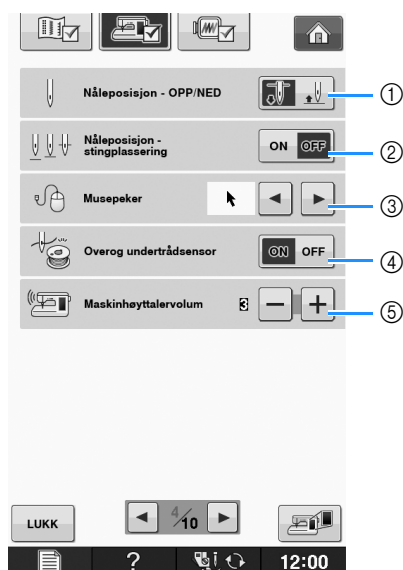 Nåleposisjon - OPP/NED
①
Nåleposisjon -
stingplassering
ON OFF
②
Musepeker
③
Overog undertrådsensor
ON OFF
④
Maskinhøyttalervolum
3
− +
⑤
LUKK
4/10
?
12:00